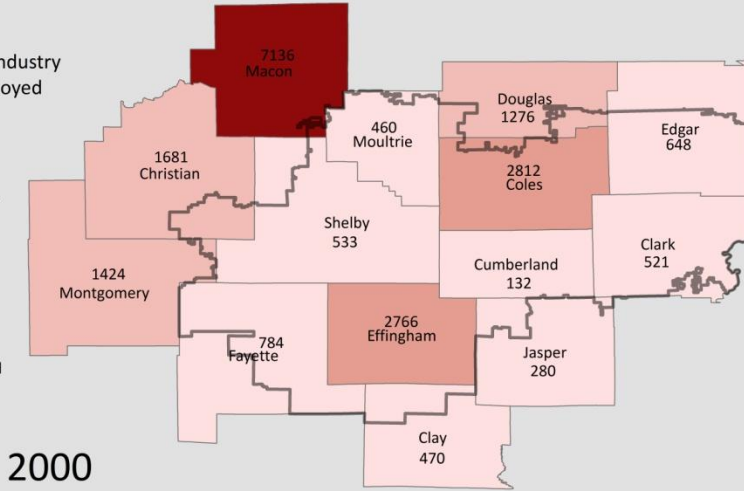 ndustry
oyed
7136
Macon
1681
Christian
460
Moultrie
Douglas
1276
Edgar
648
2812
Coles
Shelby
533
Cumberland
132
Clark
521
1424
Montgomery
784
Fayette
2766
Effingham
Jasper
280
Clay
470
2000